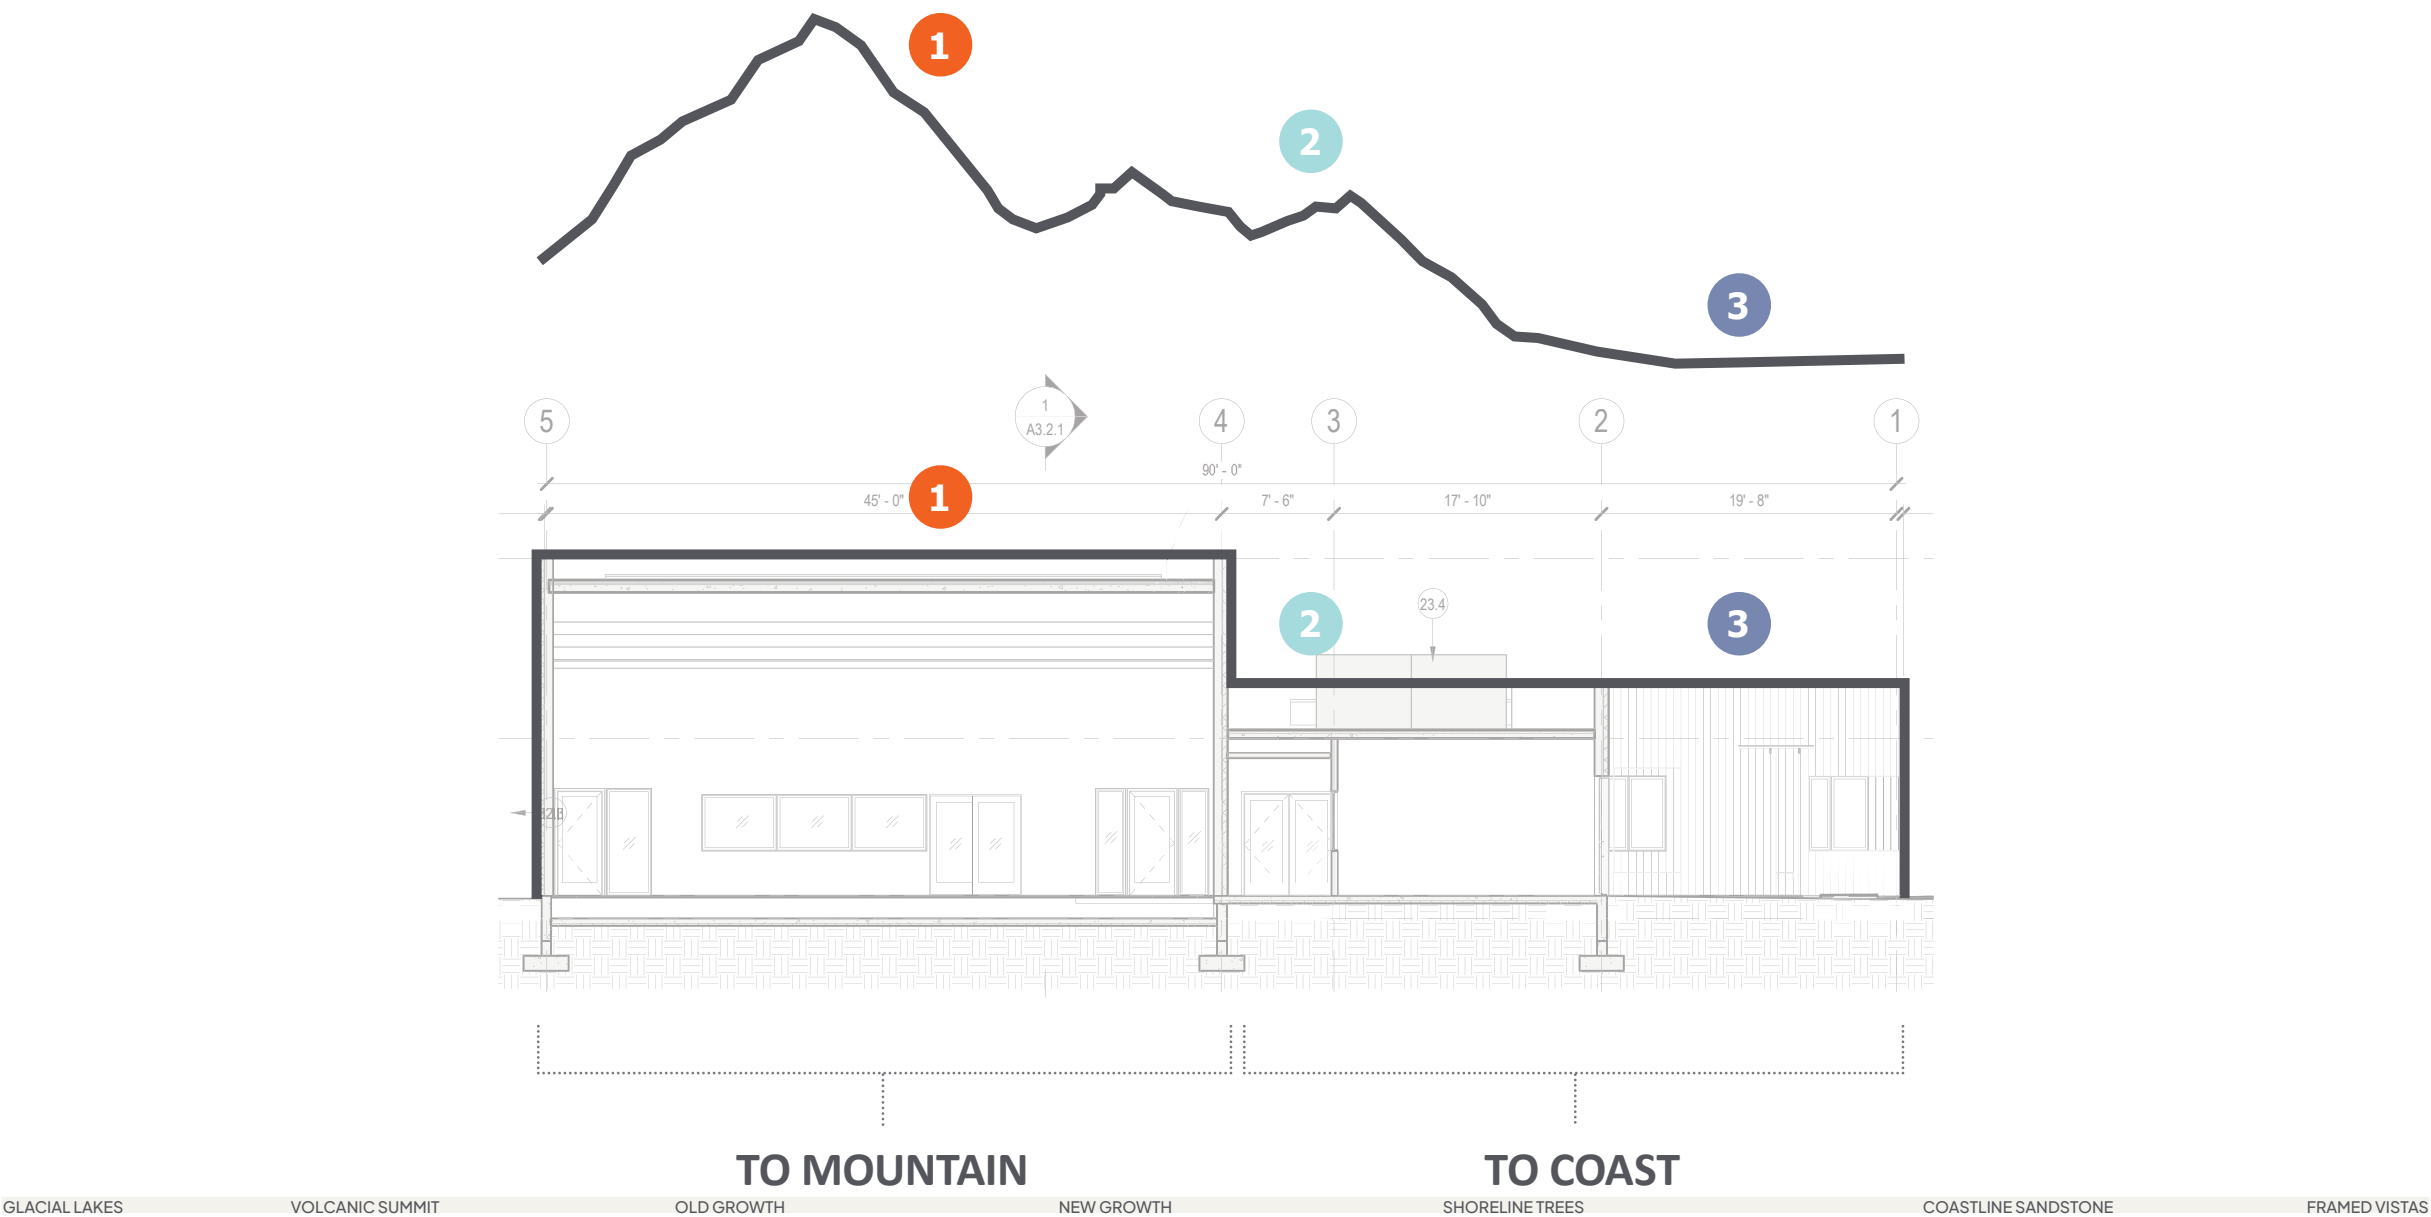 1
2
3
5
1
A3.2.1
4
3
2
1
90' - 0"
45' - 0"
1
7' - 6"
17' - 10"
19' - 8"
2
23.4
3
TO MOUNTAIN
TO COAST
GLACIAL LAKES
VOLCANIC SUMMIT
OLD GROWTH
NEW GROWTH
SHORELINE TREES
COASTLINE SANDSTONE
FRAMED VISTAS